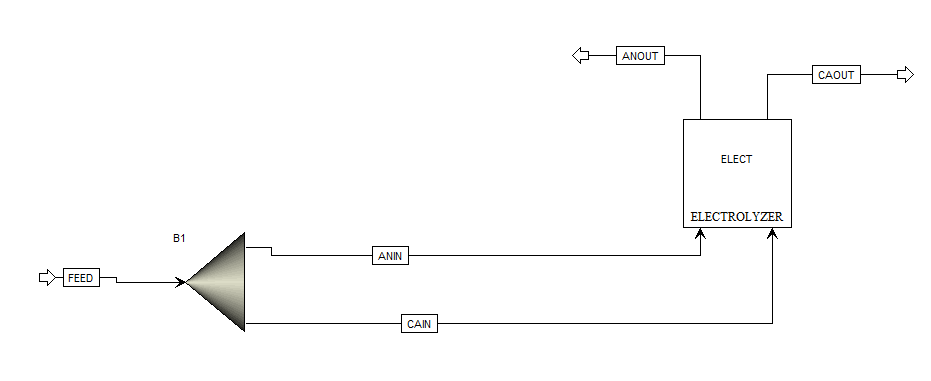 ANOUT
CAOUT
ELECT
ELECTROLYZER
B1
ANIN
FEED
CAIN